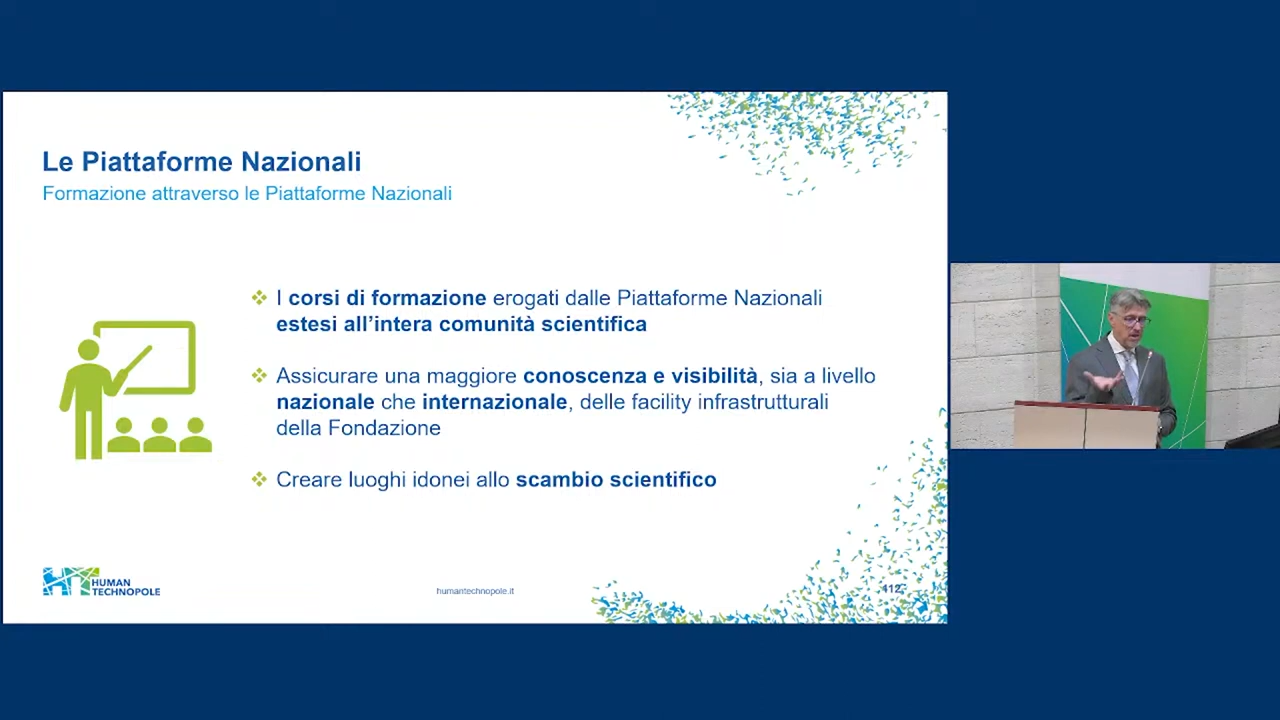 Le Piattaforme Nazionali
Formazione attraverso le Piattaforme Nazionali
I corsi di formazione erogati dalle Piattaforme Nazionali
estesi all’intera comunità scientifica
Assicurare una maggiore conoscenza e visibilità, sia a livello
nazionale che internazionale, delle facility infrastrutturali
della Fondazione
Creare luoghi idonei allo scambio scientifico
HT HUMAN
TECHNOPOLE
humantechnopole.it